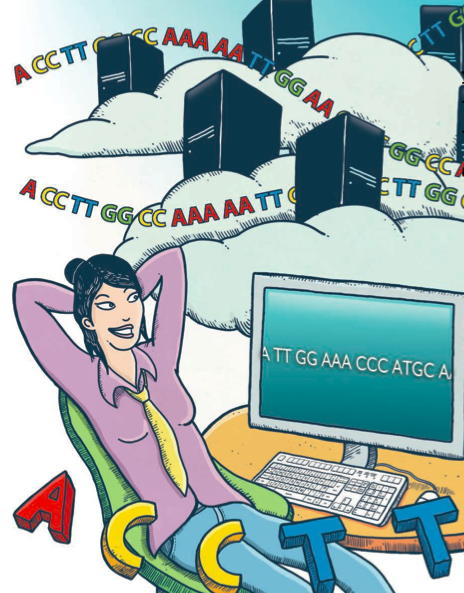 A CC TT CC AAA AA TT GG AA GG CC
CTT G
A CC TT GG CC AAA AA TT TT GG
A TT GG AAA CCC ATGC A
A C C T T